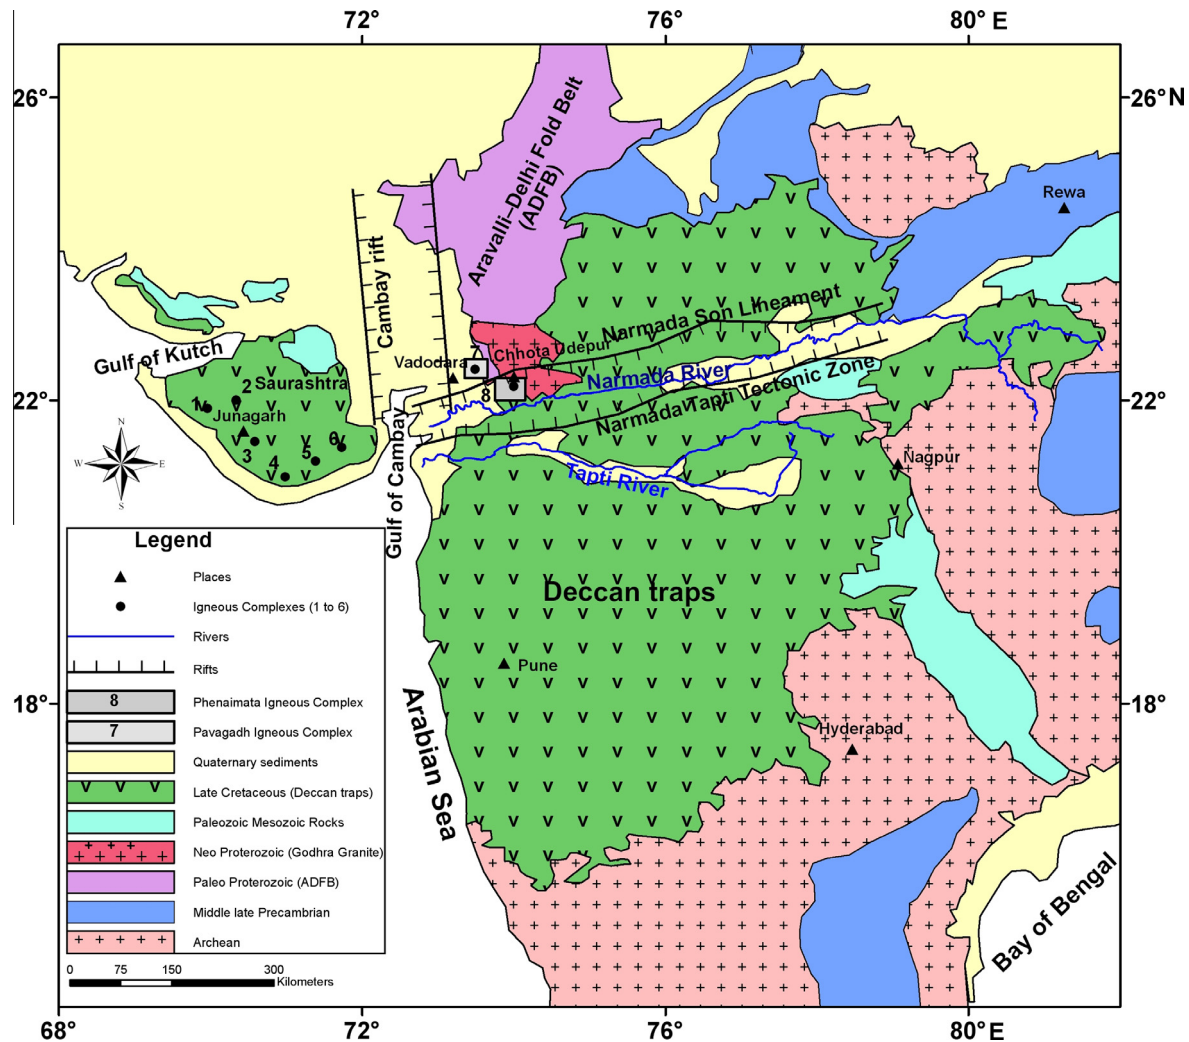 72°
76°
80° E
26°
26°N
Aravalli–Delhi Fold Belt
(ADFB)
Rewa
Cambay rift
Narmada Son Lineament
Gulf of Kutch
7
Chhota Udepur
Vadodara
Narmada River
2
Saurashtra
8
Narmada Tapti Tectonic Zone
22°
22°
1
Junagarh
N
W
E
S
3
4
5
6
Gulf of Cambay
Nagpur
Tapti River
Deccan traps
Pune
Arabian Sea
18°
18°
Hyderabad
Bay of Bengal
Legend
Places
Igneous Complexes (1 to 6)
Rivers
Rifts
8
Phenaimata Igneous Complex
7
Pavagadh Igneous Complex
Quaternary sediments
Late Cretaceous (Deccan traps)
Paleozoic Mesozoic Rocks
Neo Proterozoic (Godhra Granite)
Paleo Proterozoic (ADFB)
Middle late Precambrian
Archean
0 75 150 300
Kilometers
68°
72°
76°
80° E